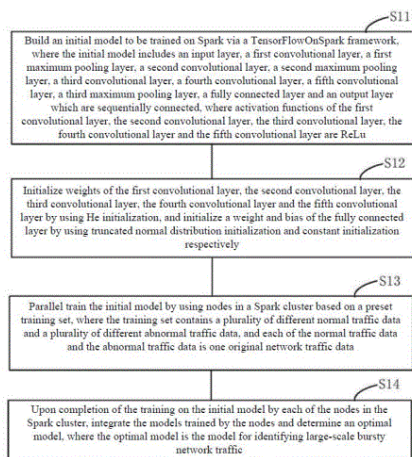 S11
Build an initial model to be trained on Spark via a TensorFlowOnSpark framework,
where the initial model includes an input layer, a first convolutional layer, a first
maximum pooling layer, a second convolutional layer, a second maximum pooling
layer, a third convolutional layer, a fourth convolutional layer, a fifth convolutional
layer, a third maximum pooling layer, a fully connected layer and an output layer
which are sequentially connected, where activation functions of the first
convolutional layer, the second convolutional layer, the third convolutional layer,
the fourth convolutional layer and the fifth convolutional layer are ReLu
S12
Initialize weights of the first convolutional layer, the second convolutional layer, the
third convolutional layer, the fourth convolutional layer and the fifth convolutional
layer by using He initialization, and initialize a weight and bias of the fully connected
layer by using truncated normal distribution initialization and constant initialization
respectively
S13
Parallel train the initial model by using nodes in a Spark cluster based on a preset
training set, where the training set contains a plurality of different normal traffic data
and a plurality of different abnormal traffic data, and each of the normal traffic data
and the abnormal traffic data is one original network traffic data
S14
Upon completion of the training on the initial model by each of the nodes in the
Spark cluster, integrate the models trained by the nodes and determine an optimal
model, where the optimal model is the model for identifying large-scale bursty
network traffic